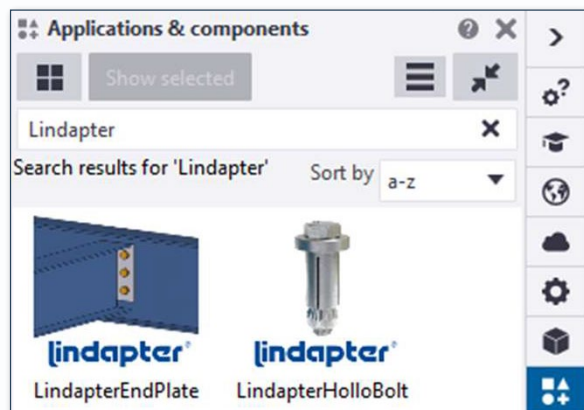 Applications & components
Show selected
Lindapter
Search results for 'Lindapter' Sort by a-z
lindapter® lindapter®
LindapterEndPlate LindapterHolloBolt